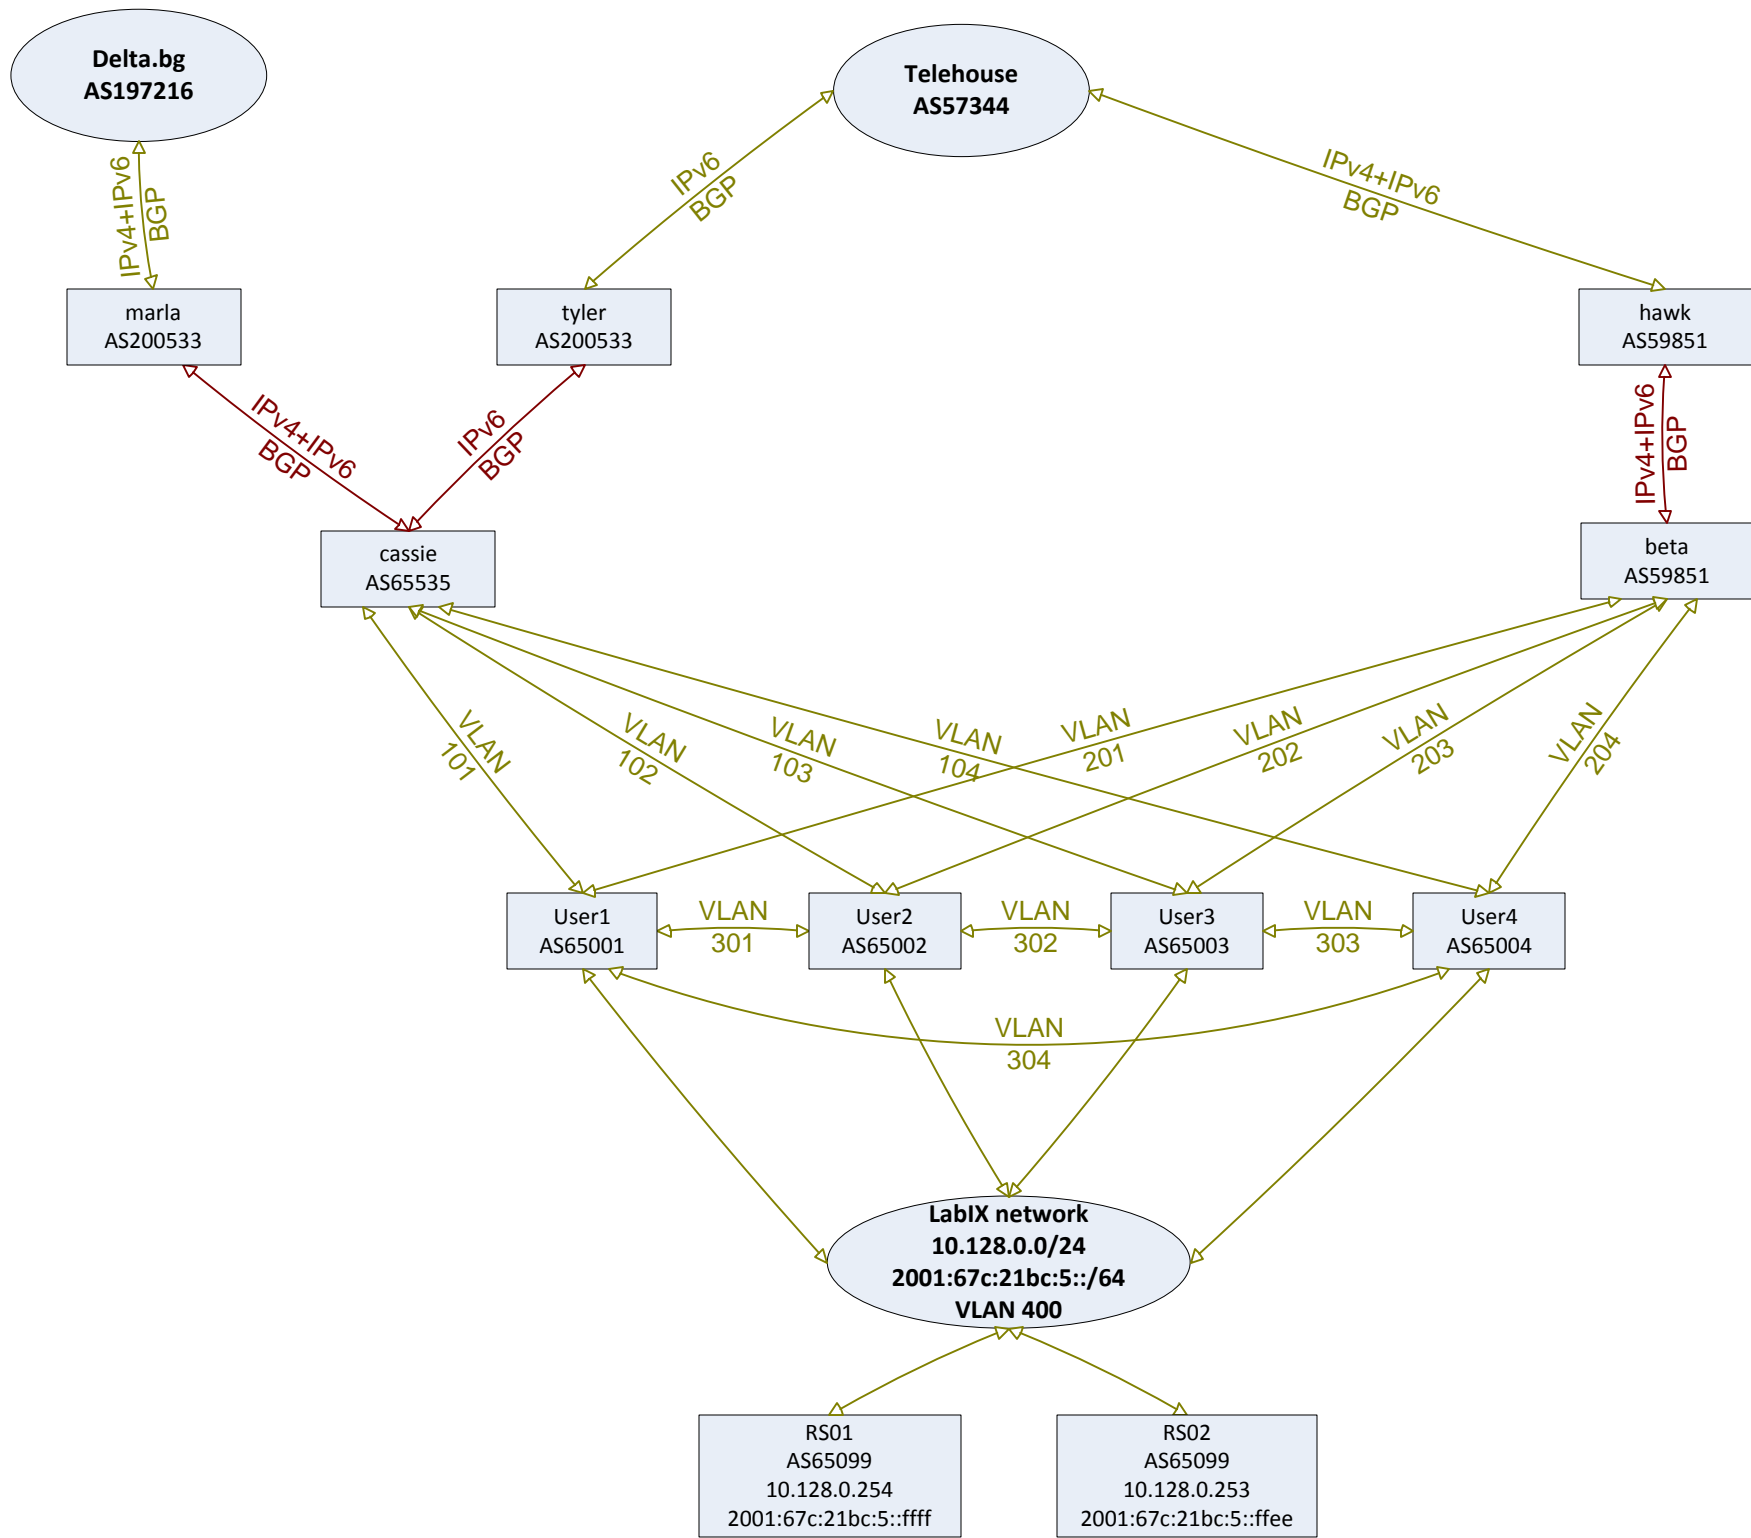 Delta.bg
AS197216
Telehouse
AS57344
IPv4+IPv6
BGP
IPv6
BGP
IPv4+IPv6
BGP
marla
AS200533
tyler
AS200533
hawk
AS59851
IPv4+IPv6
BGP
IPv6
BGP
IPv4+IPv6
BGP
cassie
AS65535
beta
AS59851
VLAN
101
VLAN
102
VLAN
103
VLAN
104
VLAN
201
VLAN
202
VLAN
203
VLAN
204
User1
AS65001
VLAN
301
User2
AS65002
VLAN
302
User3
AS65003
VLAN
303
User4
AS65004
VLAN
304
LabIX network
10.128.0.0/24
2001:67c:21bc:5::/64
VLAN 400
RS01
AS65099
10.128.0.254
2001:67c:21bc:5::ffff
RS02
AS65099
10.128.0.253
2001:67c:21bc:5::ffee